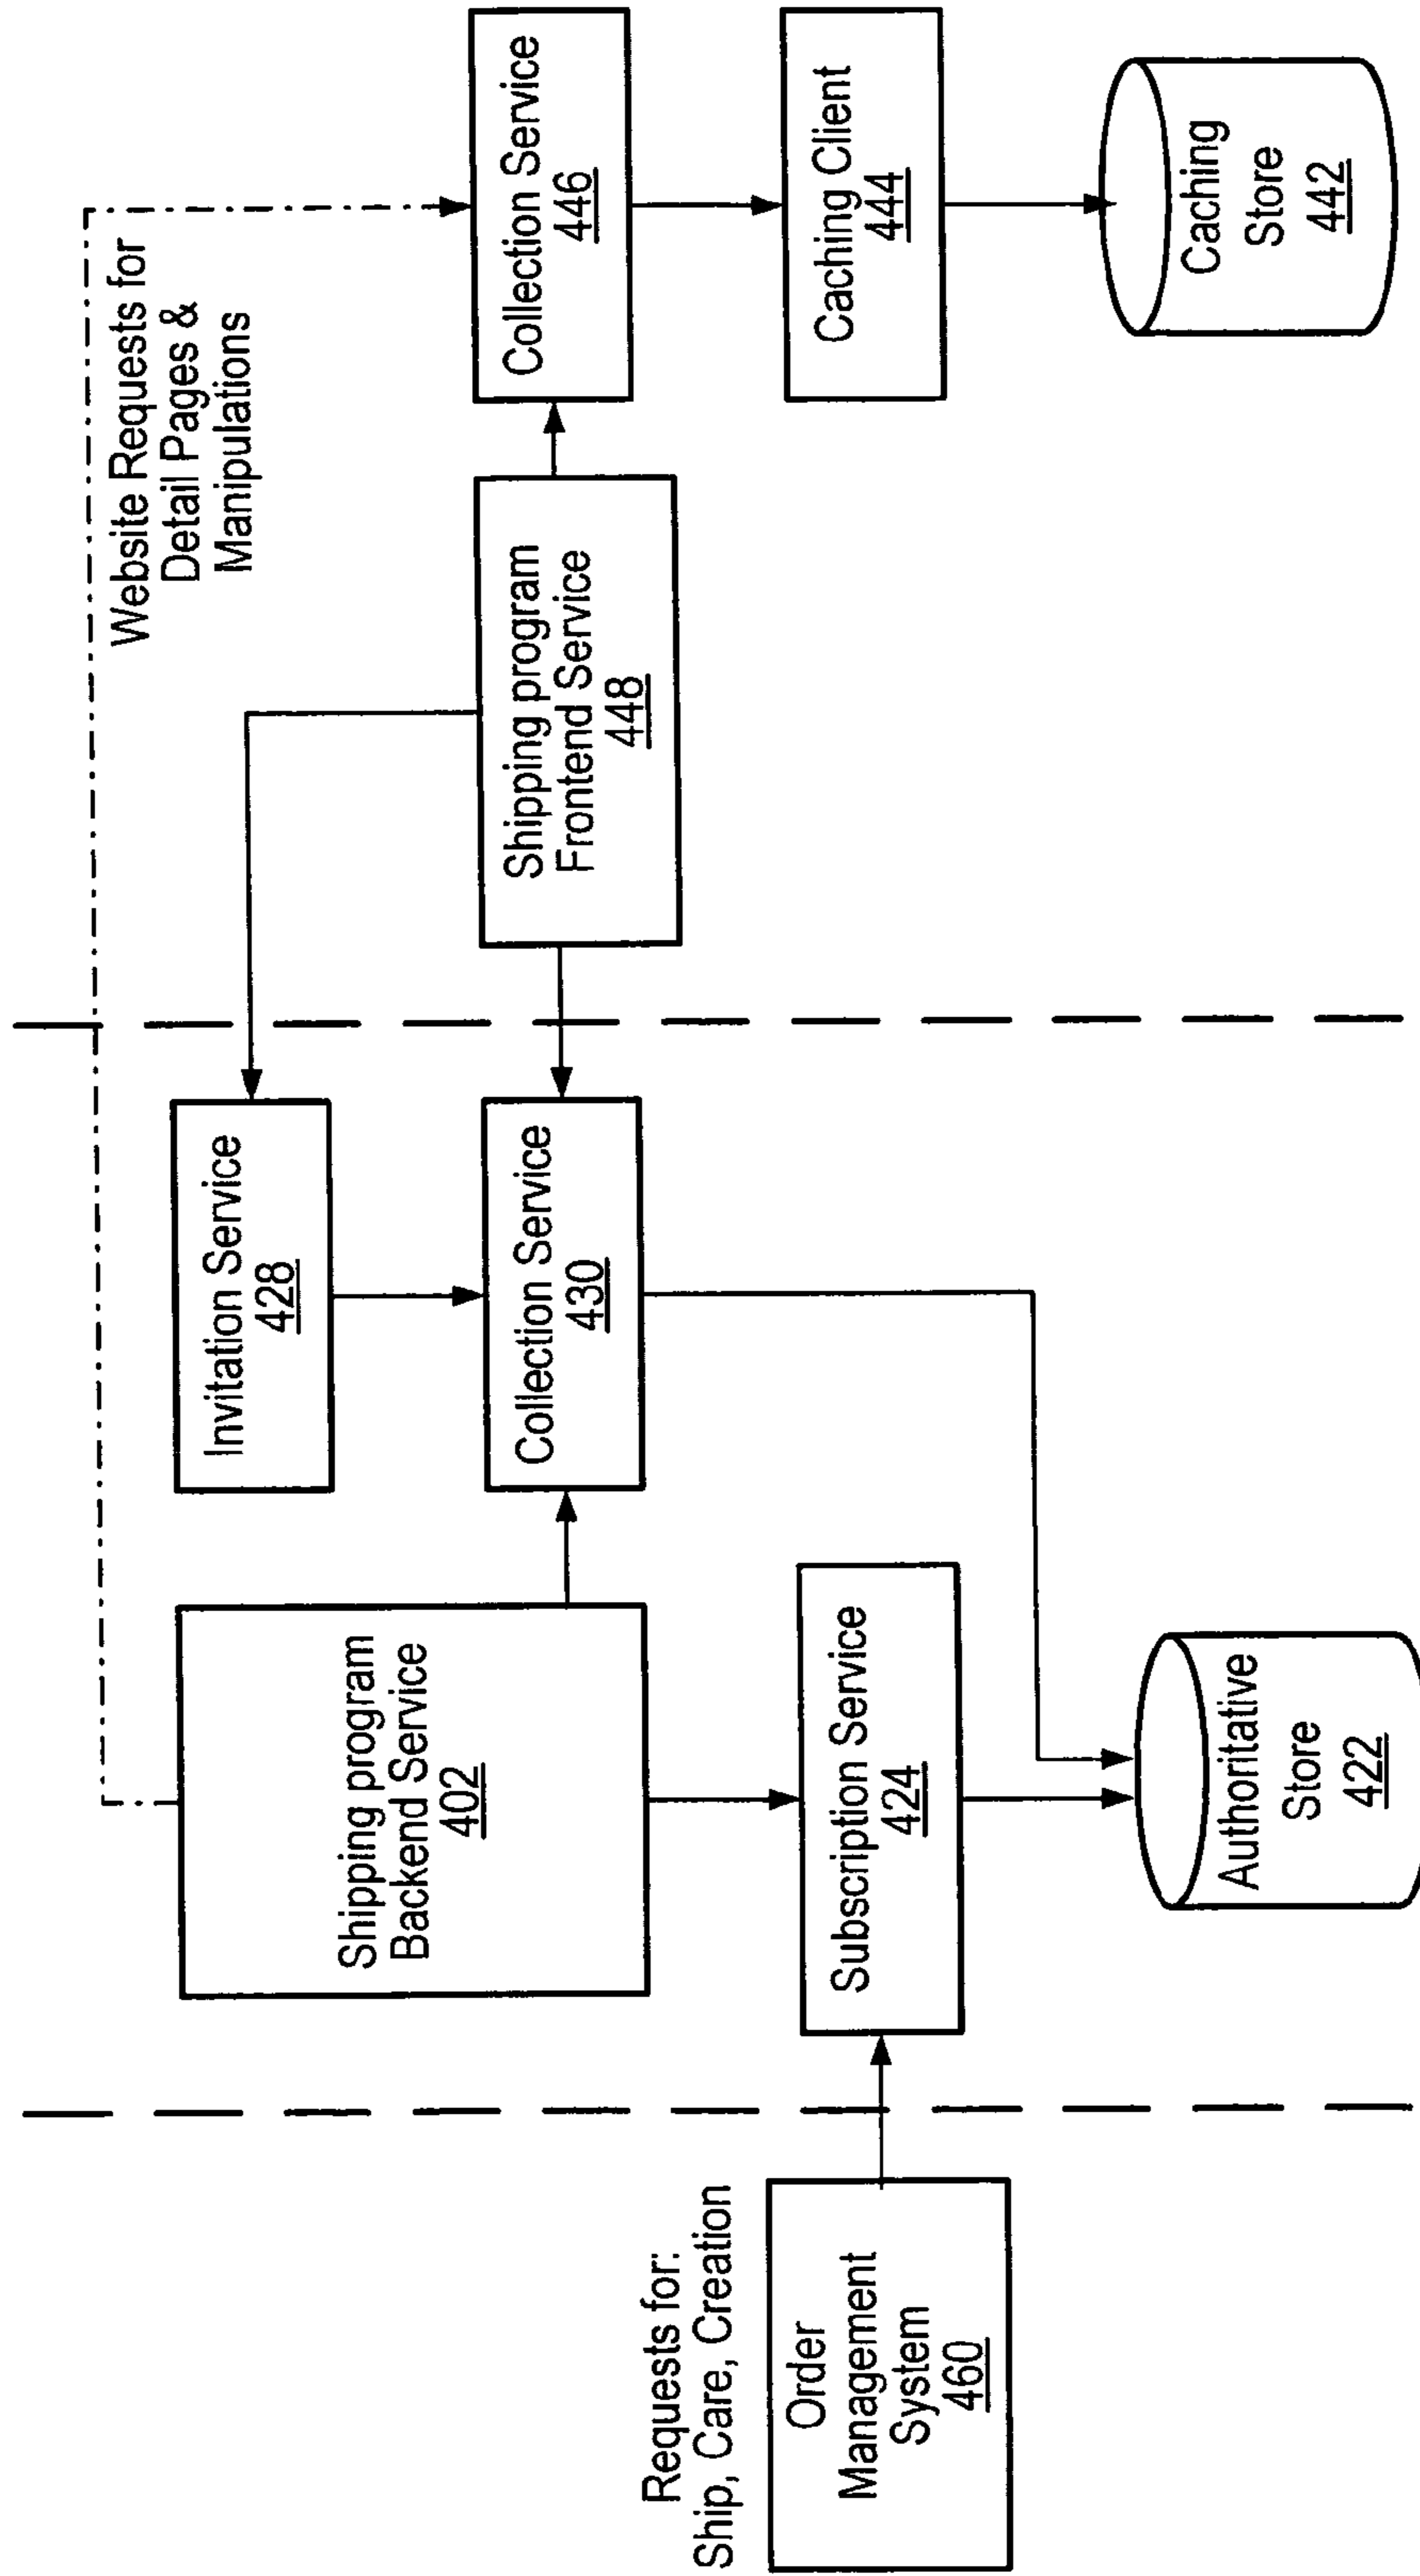 Requests for:
Ship, Care, Creation
Order
Management
System
460
Shipping program
Backend Service
402
Subscription Service
424
Authoritative
Store
422
Invitation Service
428
Collection Service
430
Website Requests for
Detail Pages &
Manipulations
Shipping program
Frontend Service
448
Collection Service
446
Caching Client
444
Caching
Store
442